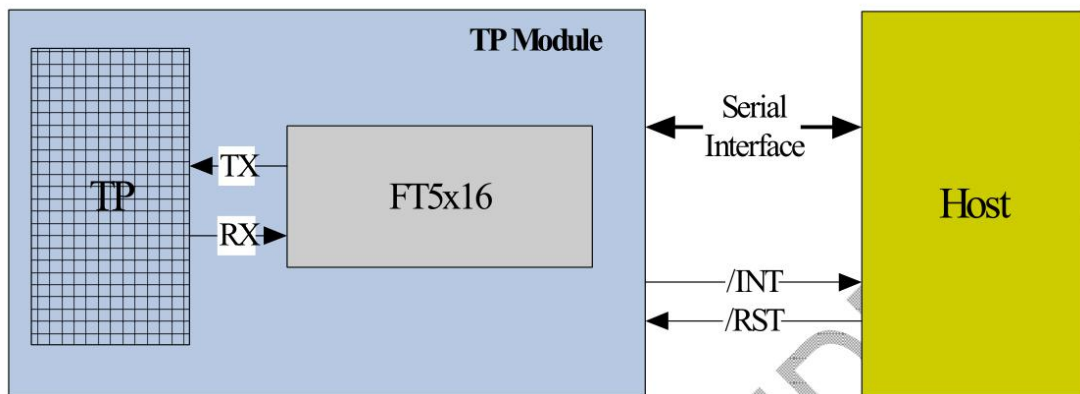 TP Module
TP
TX
RX
FT5x16
Serial
Interface
/INT
/RST
Host